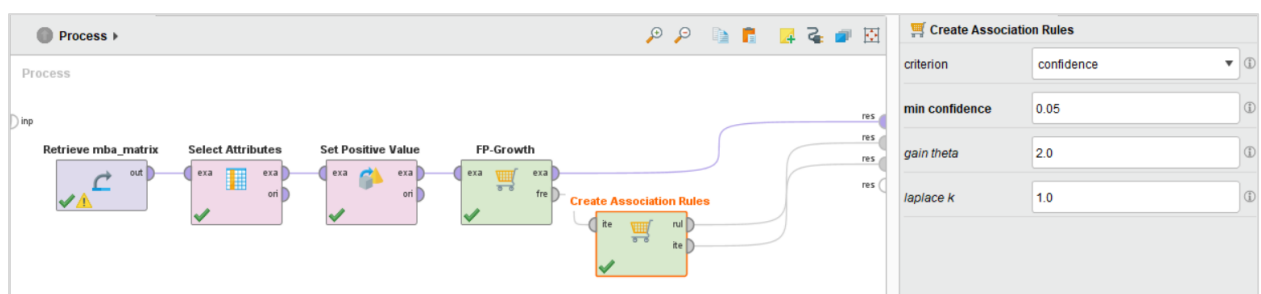 Process
Process
inp
Retrieve mba_matrix
out
Select Attributes
exa
exa
ori
Set Positive Value
exa
exa
ori
FP-Growth
exa
exa
fre
Create Association Rules
ite
rul
ite
res
res
res
res
Create Association Rules
criterion
confidence
min confidence
0.05
gain theta
2.0
laplace k
1.0